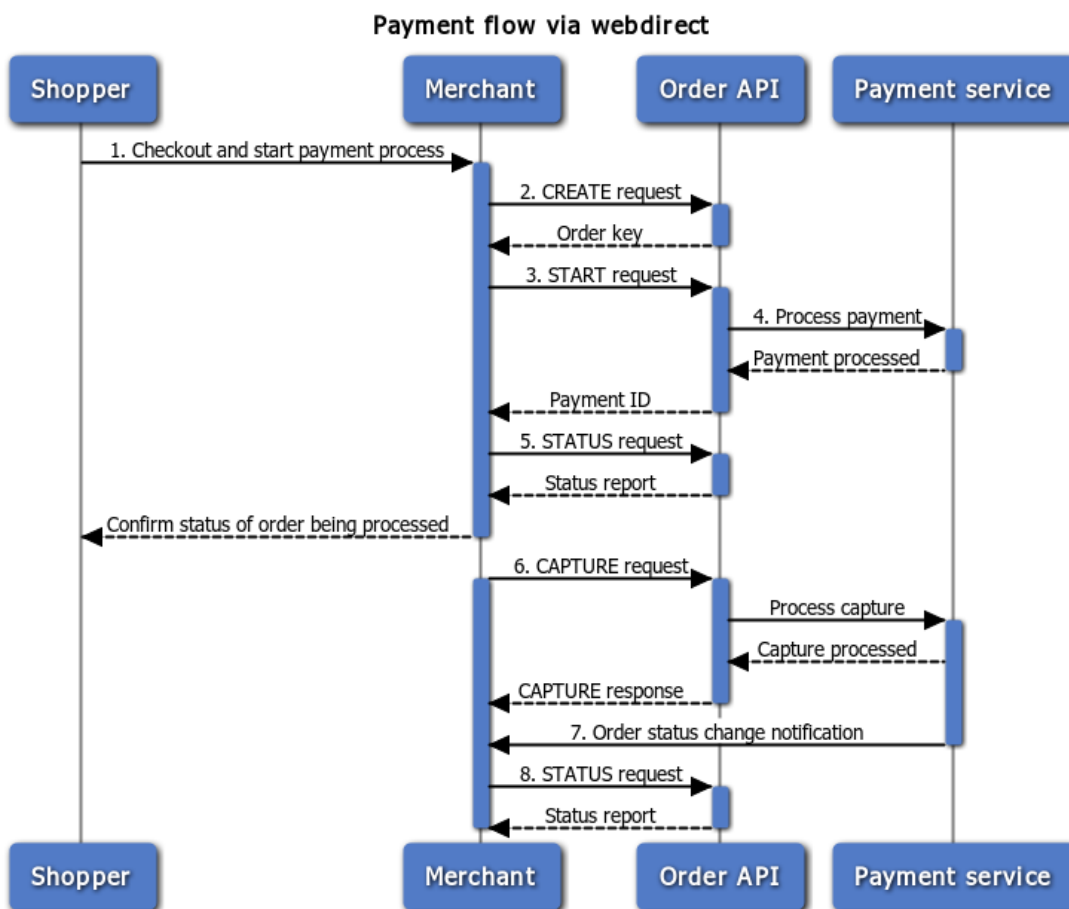 Payment flow via webdirect
Shopper
Merchant
Order API
Payment service
1. Checkout and start payment process
2. CREATE request
Order key
3. START request
4. Process payment
Payment processed
Payment ID
5. STATUS request
Status report
Confirm status of order being processed
6. CAPTURE request
Process capture
Capture processed
CAPTURE response
7. Order status change notification
8. STATUS request
Status report
Shopper
Merchant
Order API
Payment service